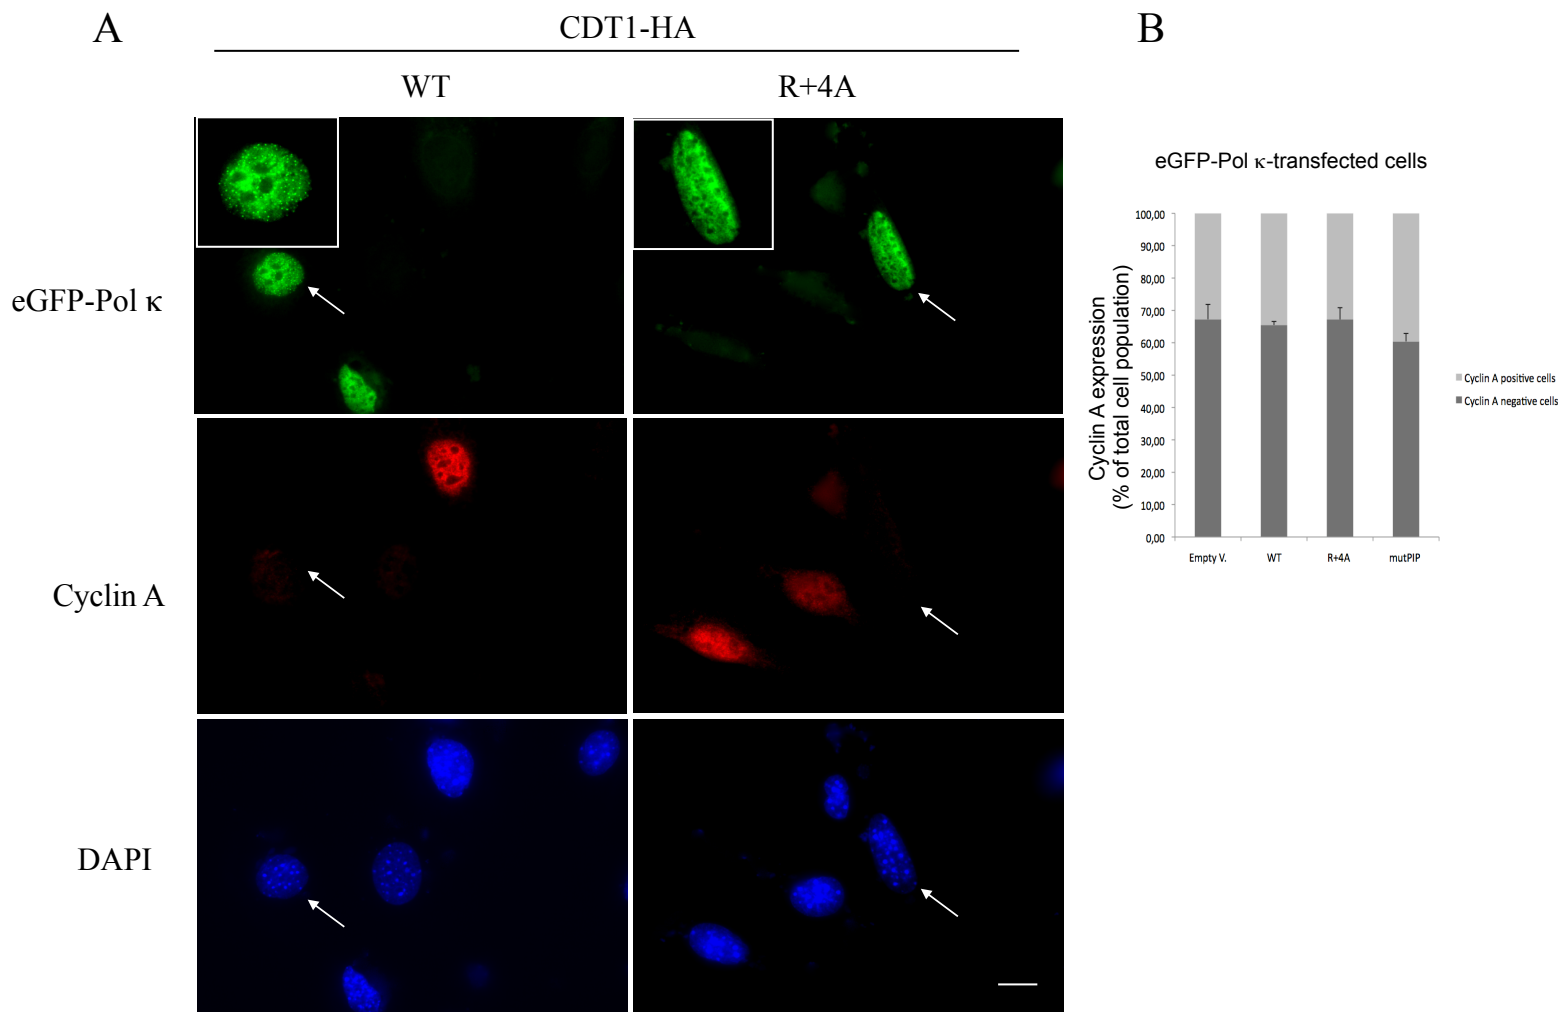 A
CDT1-HA
B
WT
R+4A
eGFP-Pol κ
Cyclin A
DAPI
eGFP-Pol κ-transfected cells
Cyclin A expression
(% of total cell population)
100,00
90,00
80,00
70,00
60,00
50,00
40,00
30,00
20,00
10,00
0,00
Empty V.
WT
R+4A
mutPIP
Cyclin A positive cells
Cyclin A negative cells